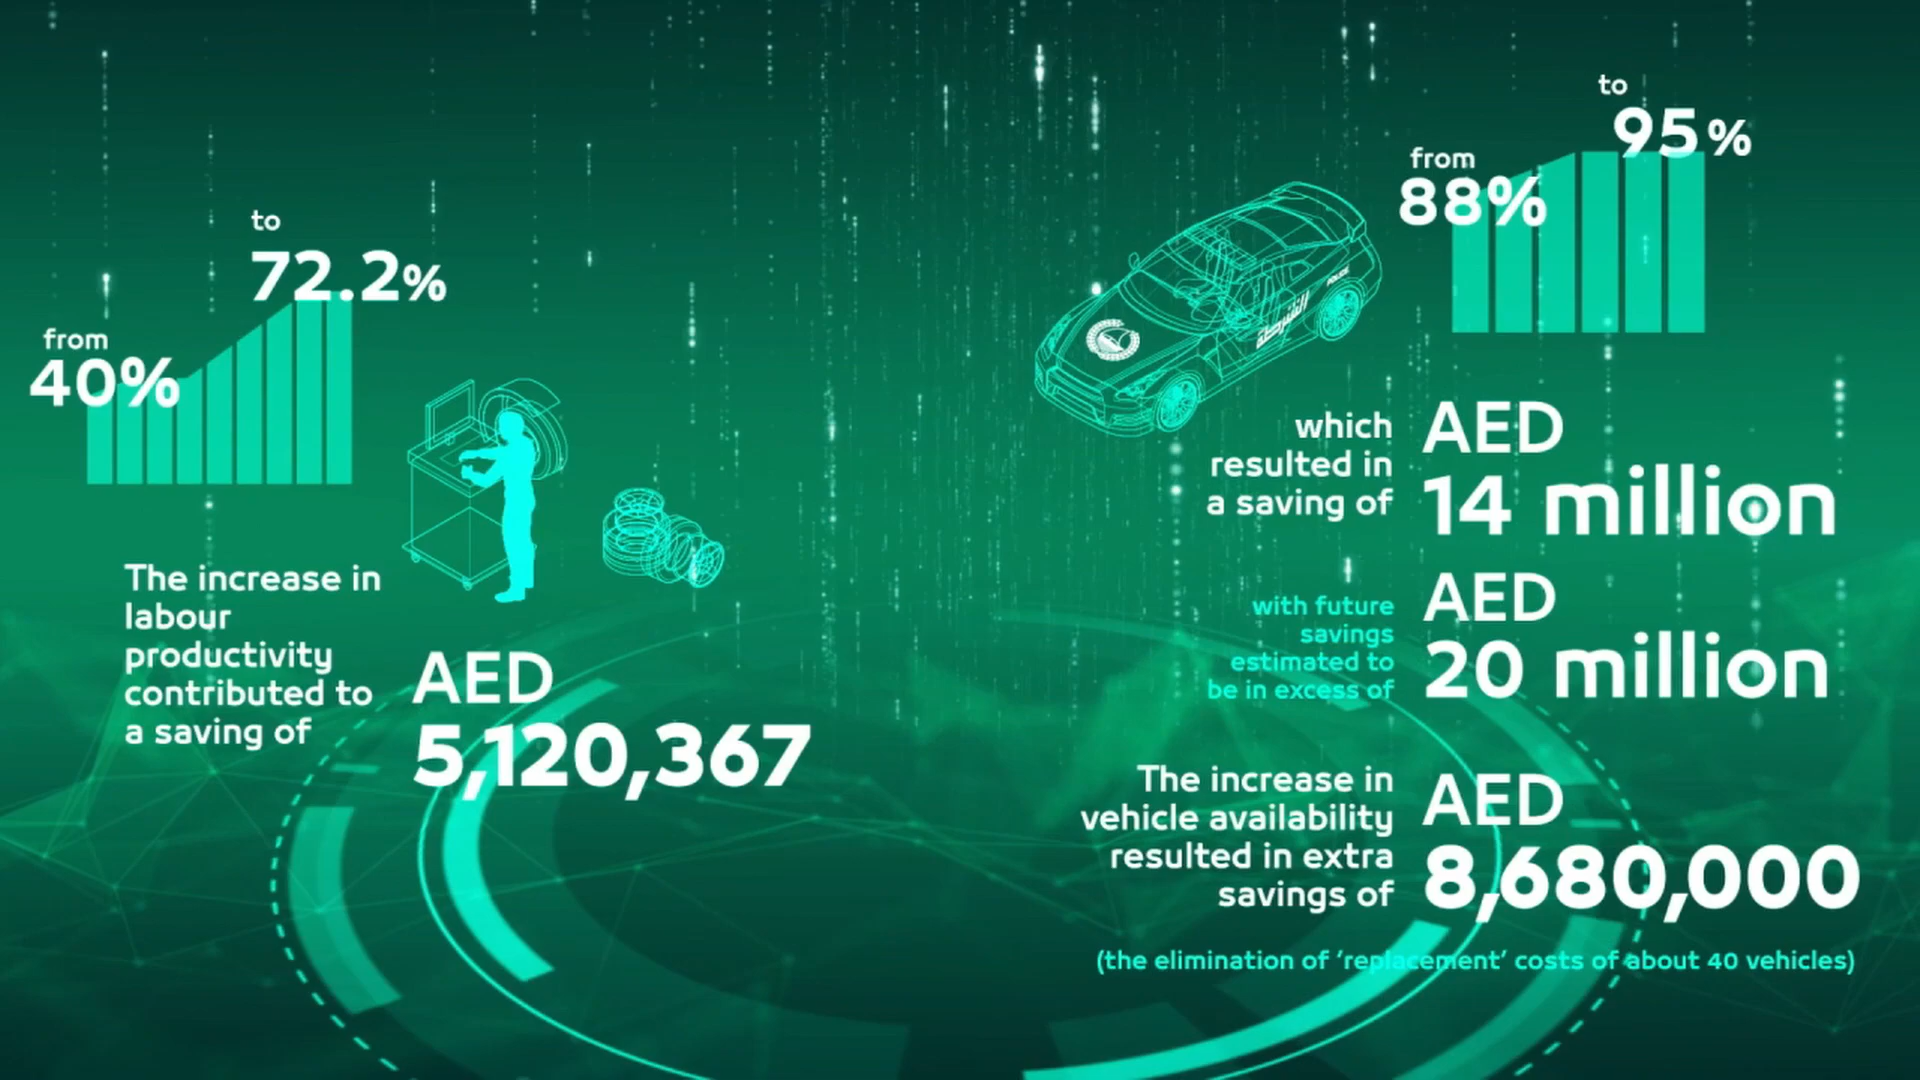 from
40%
to
72.2%
The increase in
labour
productivity
contributed to
a saving of
AED
5,120,367
from
88%
to
95%
الشرطة
POLICE
which
resulted in
a saving of
AED
14 million
with future
savings
estimated to
be in excess of
AED
20 million
The increase in
vehicle availability
resulted in extra
savings of
AED
8,680,000
(the elimination of ‘replacement’ costs of about 40 vehicles)